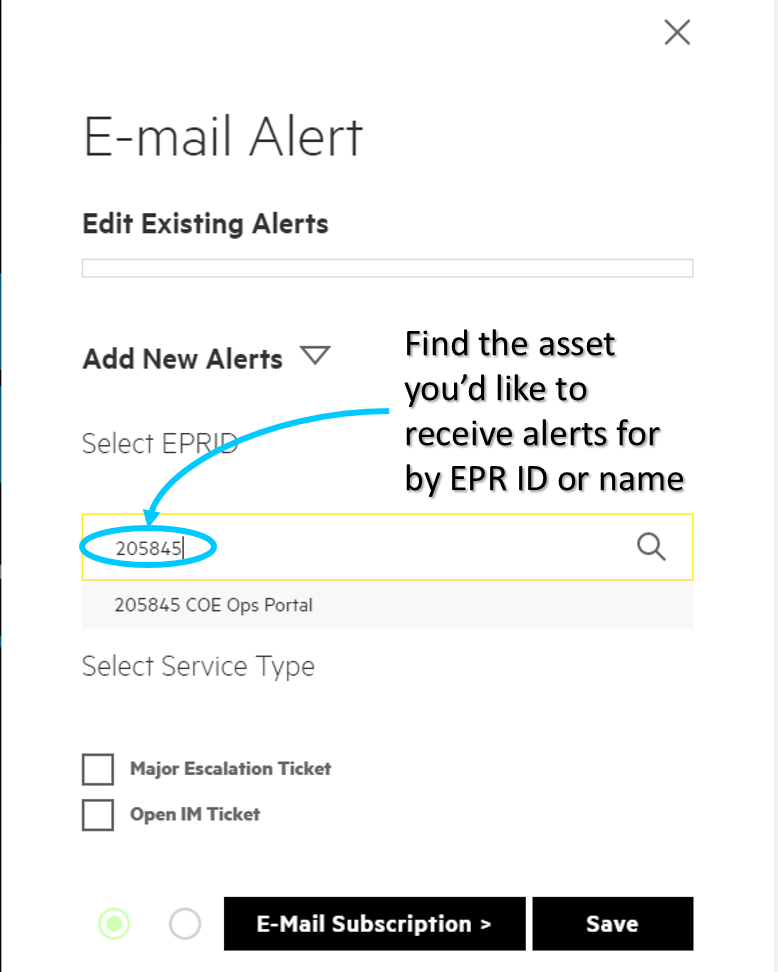 E-mail Alert
Edit Existing Alerts
Add New Alerts
Find the asset
you’d like to
receive alerts for
by EPR ID or name
Select EPRID
205845
205845 COE Ops Portal
Select Service Type
Major Escalation Ticket
Open IM Ticket
E-Mail Subscription >
Save